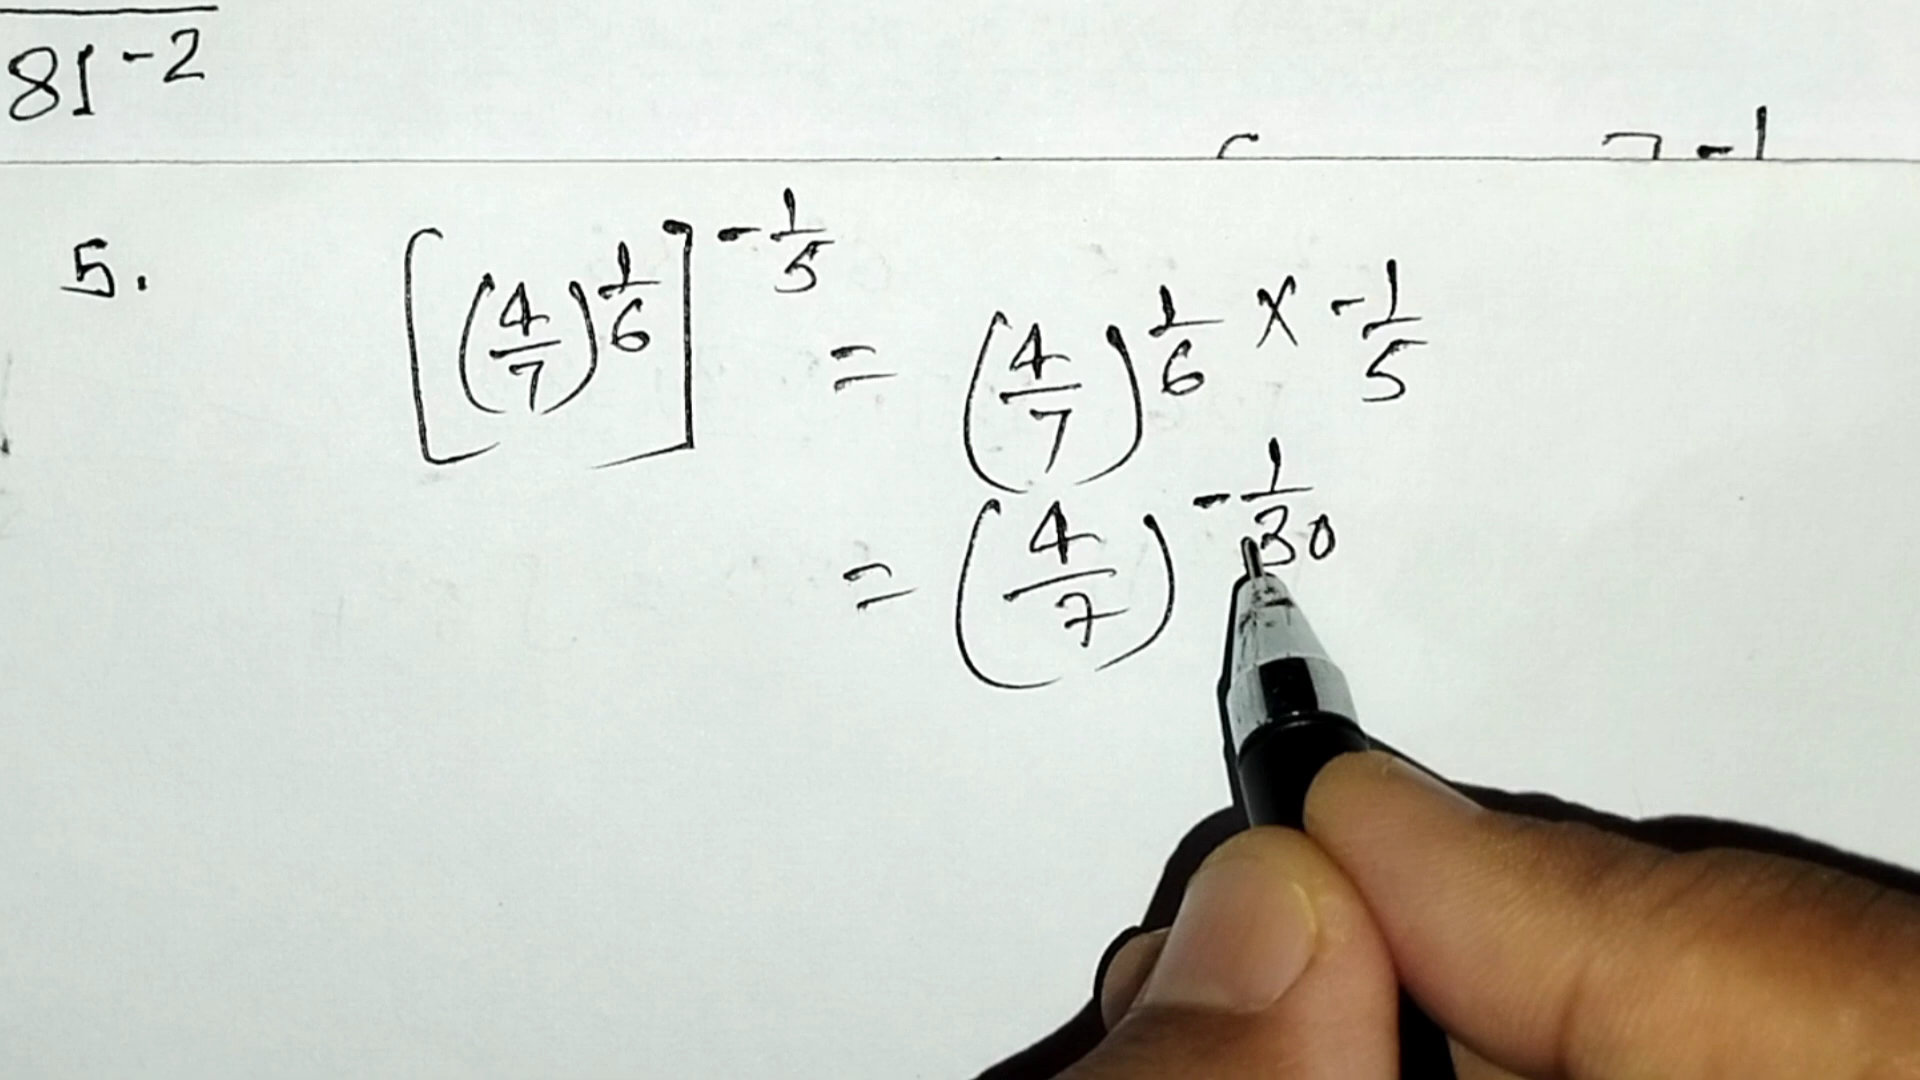 81^-2
-1
5. [(4/7)^1/6]^-1/5 = (4/7)^1/6 × -1/5
= (4/7)^-1/30